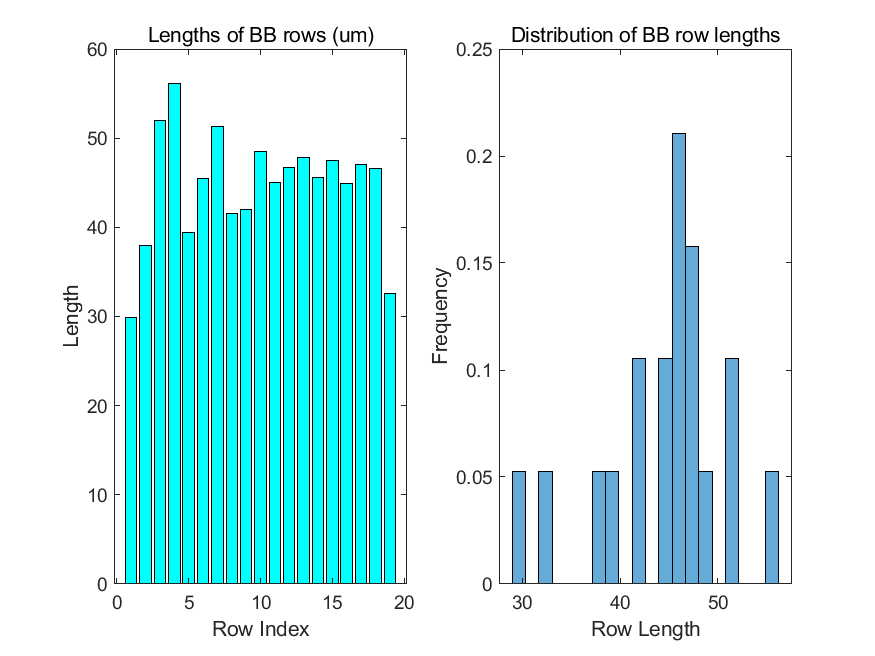 Lengths of BB rows (um)
60
50
40
30
20
10
0
Length
0 5 10 15 20
Row Index
Distribution of BB row lengths
0.25
0.2
0.15
0.1
0.05
0
Frequency
30 40 50
Row Length